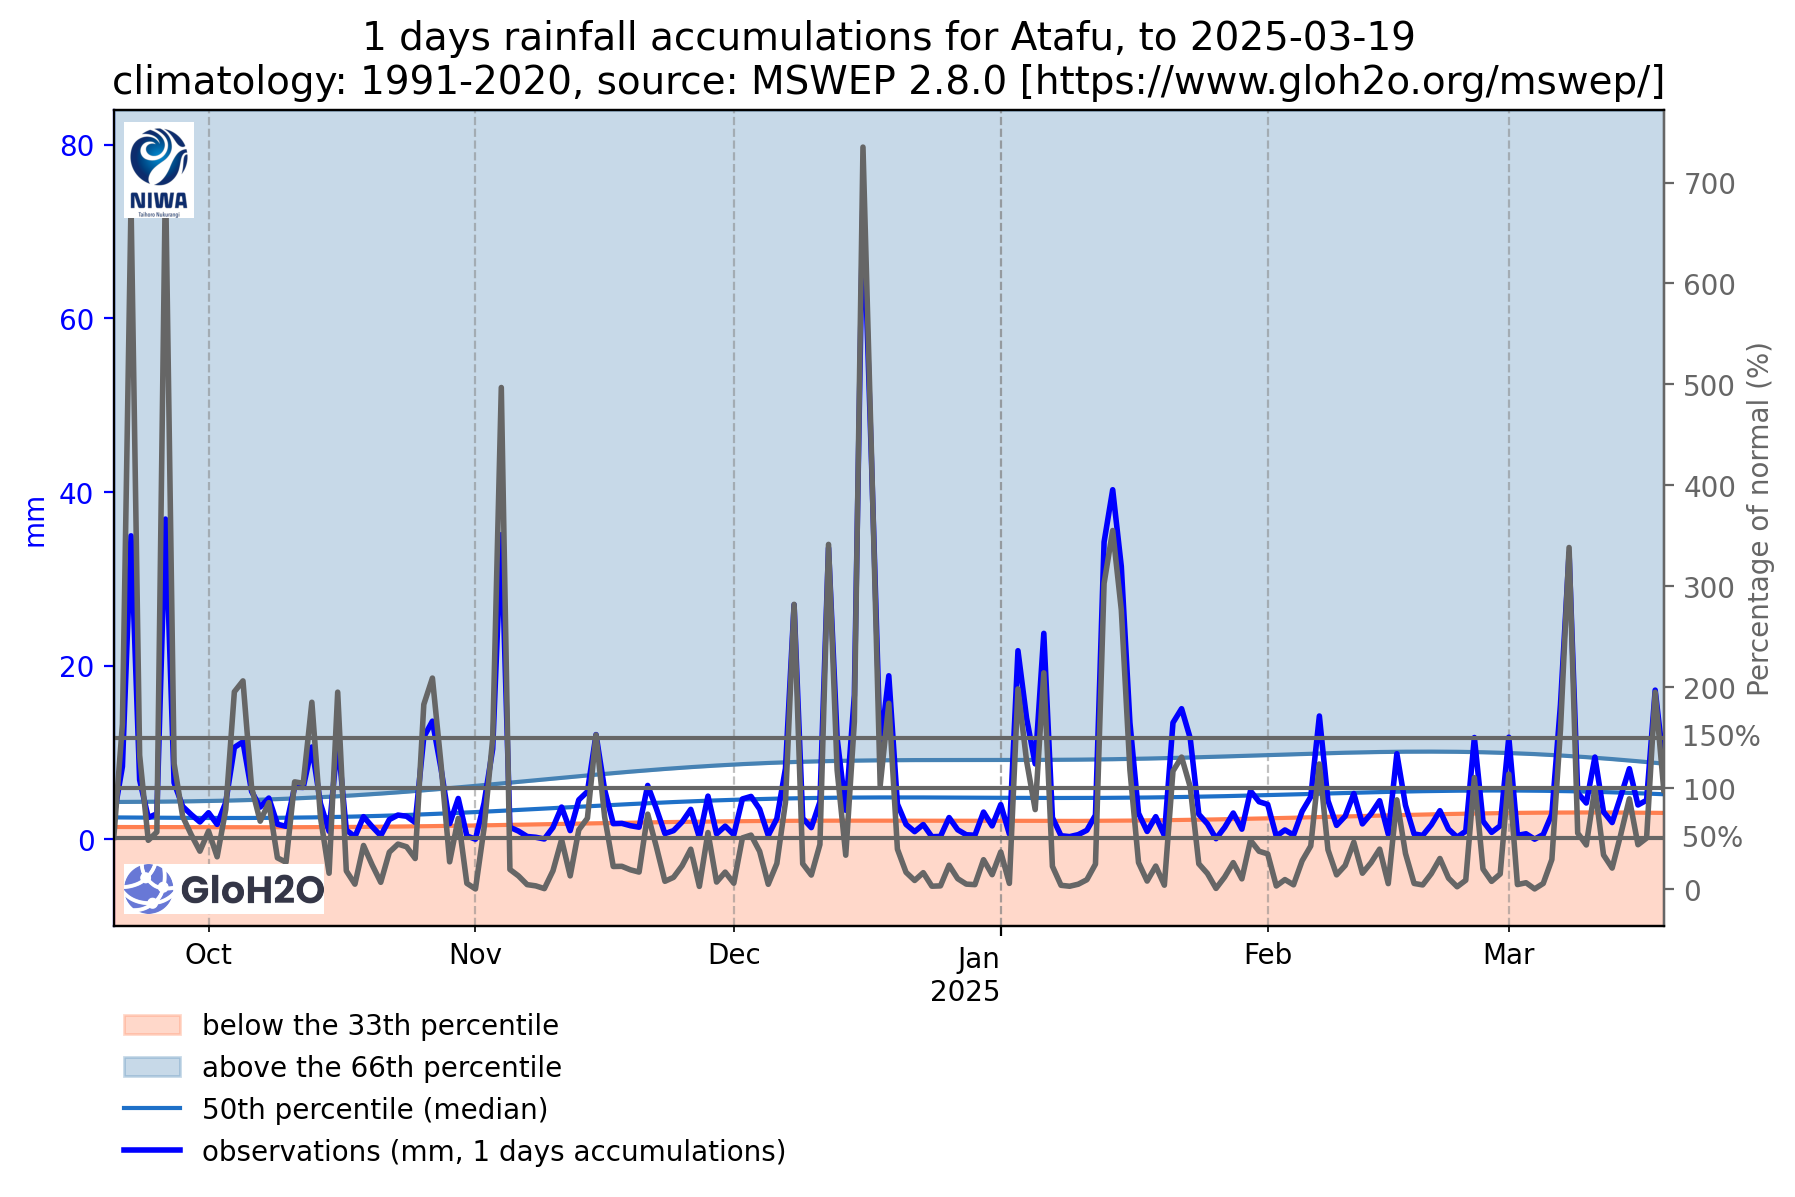 1 days rainfall accumulations for Atafu, to 2025-03-19
climatology: 1991-2020, source: MSWEP 2.8.0 [https://www.gloh2o.org/mswep/]
NIWA
Taihoro Nukurangi
80
60
40
20
0
mm
700
600
500
400
300
200
150%
100
50%
0
Percentage of normal (%)
GloH2O
Oct
Nov
Dec
Jan
2025
Feb
Mar
below the 33th percentile
above the 66th percentile
50th percentile (median)
observations (mm, 1 days accumulations)